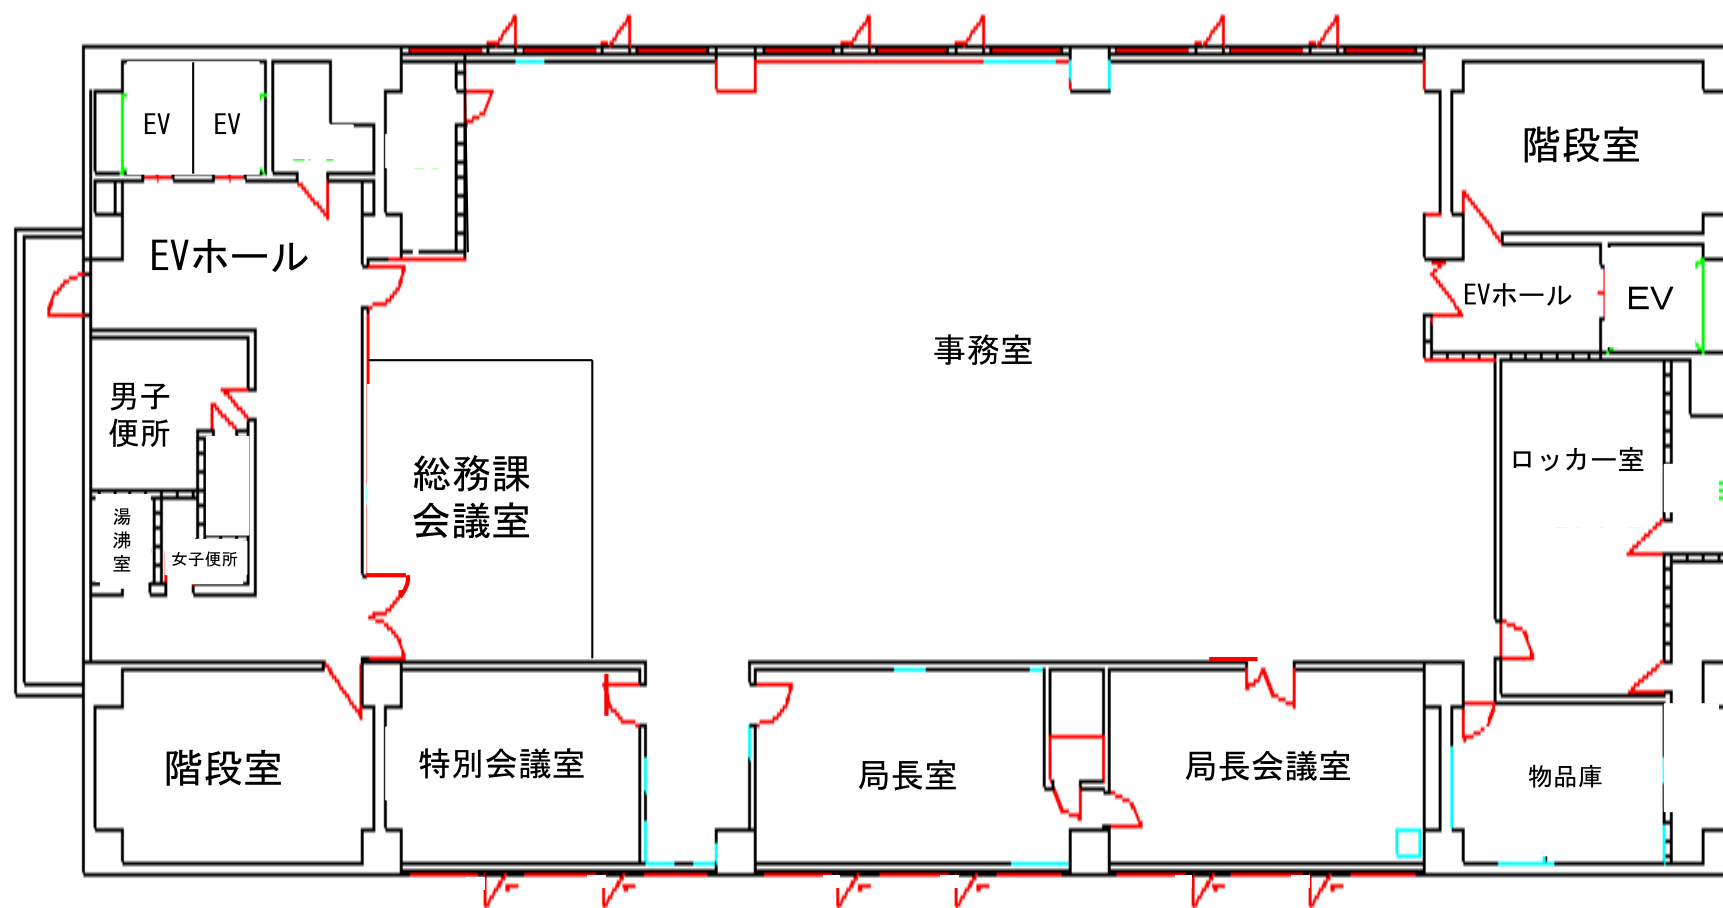 EV
EV
階段室
EVホール
EVホール
EV
事務室
男子
便所
総務課
会議室
ロッカー室
湯
沸
室
女子便所
階段室
特別会議室
局長室
局長会議室
物品庫